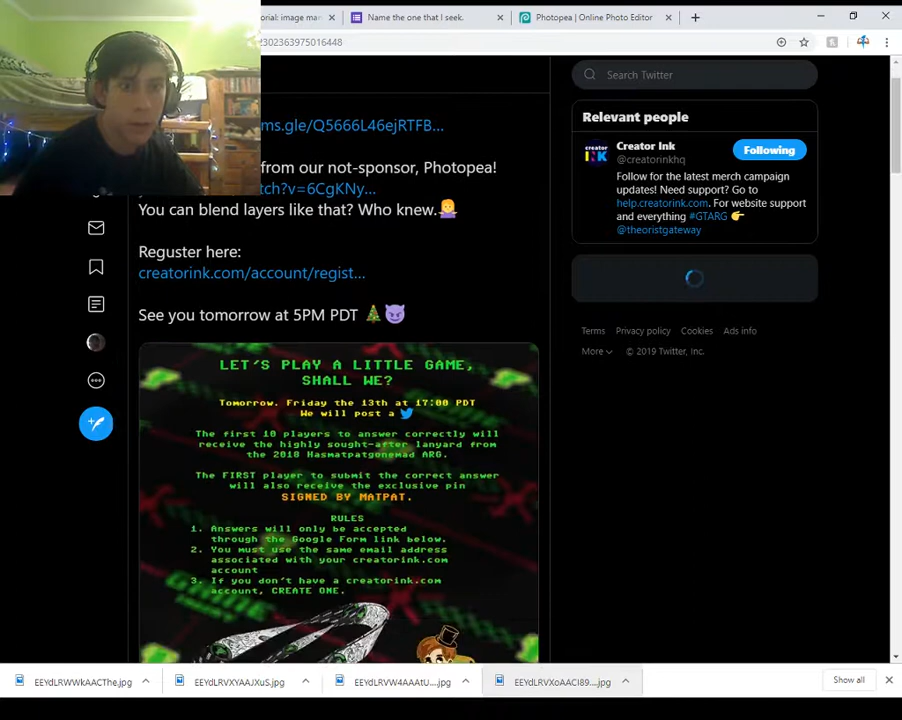 orial: image mar
Name the one that I seek.
Photopea | Online Photo Editor
2302363975016448
ms.gle/Q5666L46ejRTFB...
from our not-sponsor, Photopea!
tch?v=6CgKNy...
You can blend layers like that? Who knew.
Reguster here:
creatorink.com/account/regist...
See you tomorrow at 5PM PDT
LET'S PLAY A LITTLE GAME,
SHALL WE?
Tomorrow, Friday the 13th at 17:00 PDT
We will post a
The first 10 players to answer correctly will
receive the highly sought-after lanyard from
the 2018 Hasmatpatgonemad ARG.
The FIRST player to submit the correct answer
will also receive the exclusive pin
SIGNED BY MATPAT.
RULES
1. Answers will only be accepted
through the Google Form link below.
2. You must use the same email address
associated with your creatorink.com
account
3. If you don't have a creatorink.com
account, CREATE ONE.
Search Twitter
Relevant people
creator
INK
Creator Ink
@creatorinkhq
Following
Follow for the latest merch campaign
updates! Need support? Go to
help.creatorink.com. For website support
and everything #GTARG
@theoristgateway
Terms Privacy policy Cookies Ads info
More © 2019 Twitter, Inc.
EEYdLRWWkAACThe.jpg
EEYdLRVXYAAJXuS.jpg
EEYdLRVW4AAAtU....jpg
EEYdLRVXoAACI89....jpg
Show all